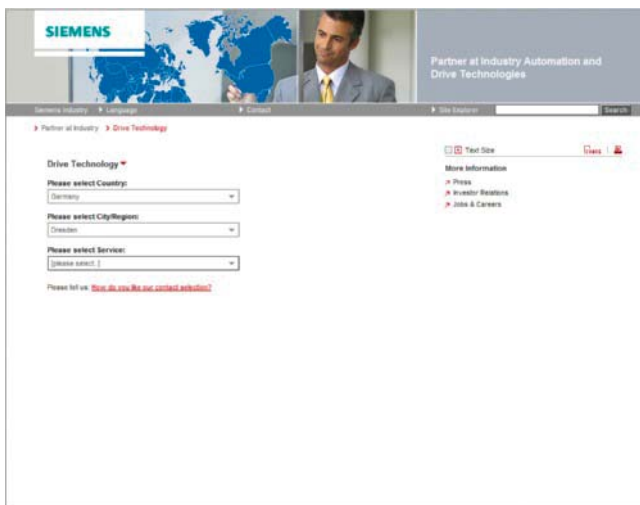 SIEMENS
Partner at Industry Automation and
Drive Technologies
Siemens Industry Language Contact Site Explorer Search
Partner at Industry Drive Technology
Text Size
Drive Technology
More Information
Please select Country:
Press
Germany
Investor Relations
Jobs & Careers
Please select City/Region:
Dresden
Please select Service:
[please select..]
Please tell us: How do you like our contact selection?